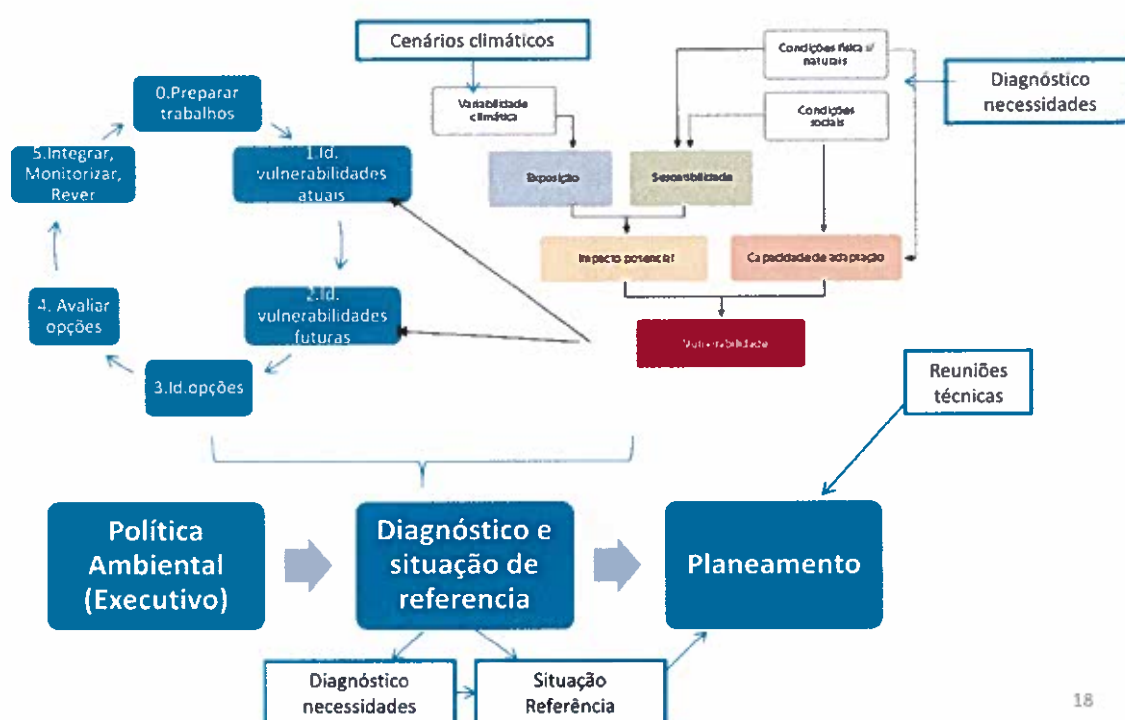 Cenários climáticos
Condições física s/
naturais
Diagnóstico
necessidades
0.Preparar
trabalhos
Variabilidade
climática
Condições
sociais
5.Integrar,
Monitorizar,
Rever
1.Id.
vulnerabilidades
atuais
Exposição
Sensibilidade
Impacto potencial
Capacidade de adaptação
4. Avaliar
opções
2.Id.
vulnerabilidades
futuras
Vulnerabilidade
3.Id.opções
Reuniões
técnicas
Política
Ambiental
(Executivo)
Diagnóstico e
situação de
referencia
Planeamento
Diagnóstico
necessidades
Situação
Referência
18